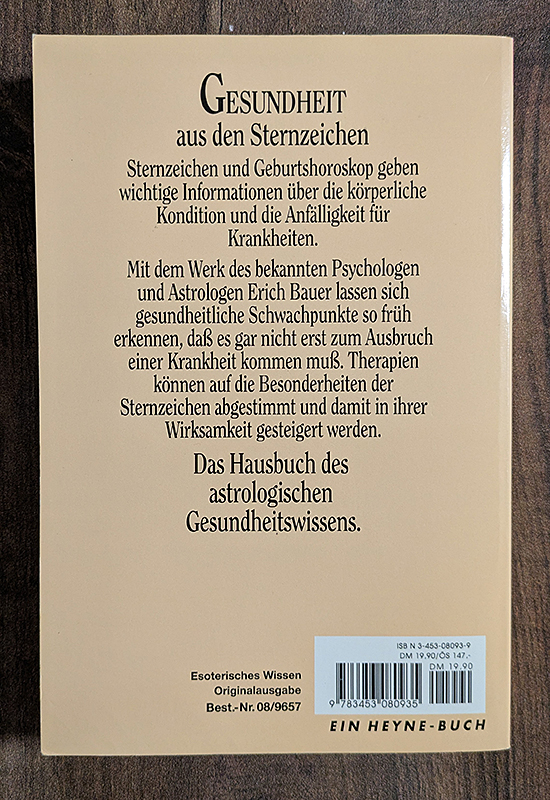 GESUNDHEIT
aus den Sternzeichen
Sternzeichen und Geburtshoroskop geben
wichtige Informationen über die körperliche
Kondition und die Anfälligkeit für
Krankheiten.
Mit dem Werk des bekannten Psychologen
und Astrologen Erich Bauer lassen sich
gesundheitliche Schwachpunkte so früh
erkennen, daß es gar nicht erst zum Ausbruch
einer Krankheit kommen muß. Therapien
können auf die Besonderheiten der
Sternzeichen abgestimmt und damit in ihrer
Wirksamkeit gesteigert werden.
Das Hausbuch des
astrologischen
Gesundheitswissens.
Esoterisches Wissen
Originalausgabe
Best.-Nr. 08/9657
ISBN 3-453-08093-9
DM 19,90/ÖS 147,-
DM 19.90
9 783453 080935
EIN HEYNE-BUCH